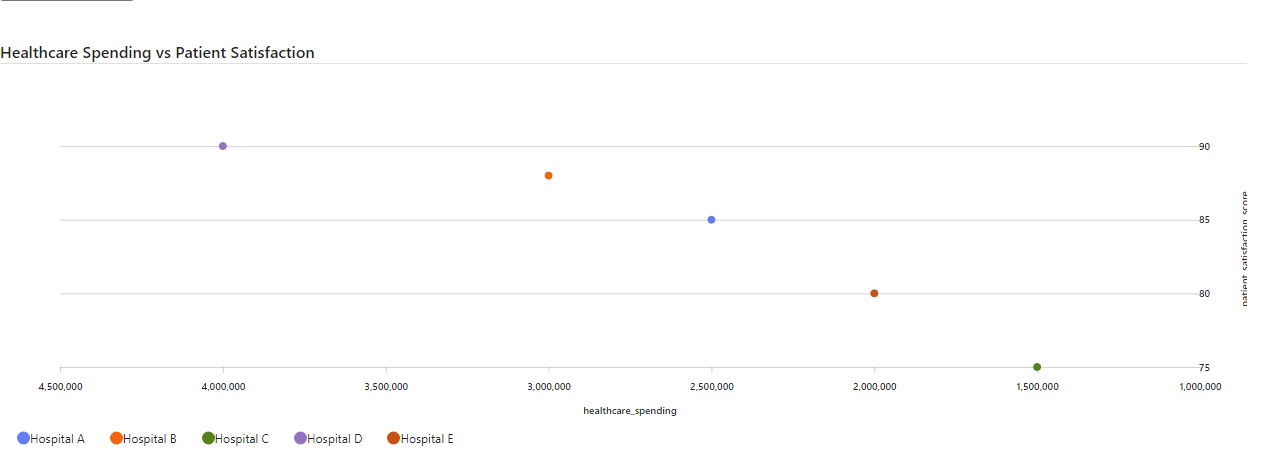 Healthcare Spending vs Patient Satisfaction
90
85
80
75
patient_satisfaction_score
4,500,000 4,000,000 3,500,000 3,000,000 2,500,000 2,000,000 1,500,000 1,000,000
healthcare_spending
Hospital A Hospital B Hospital C Hospital D Hospital E